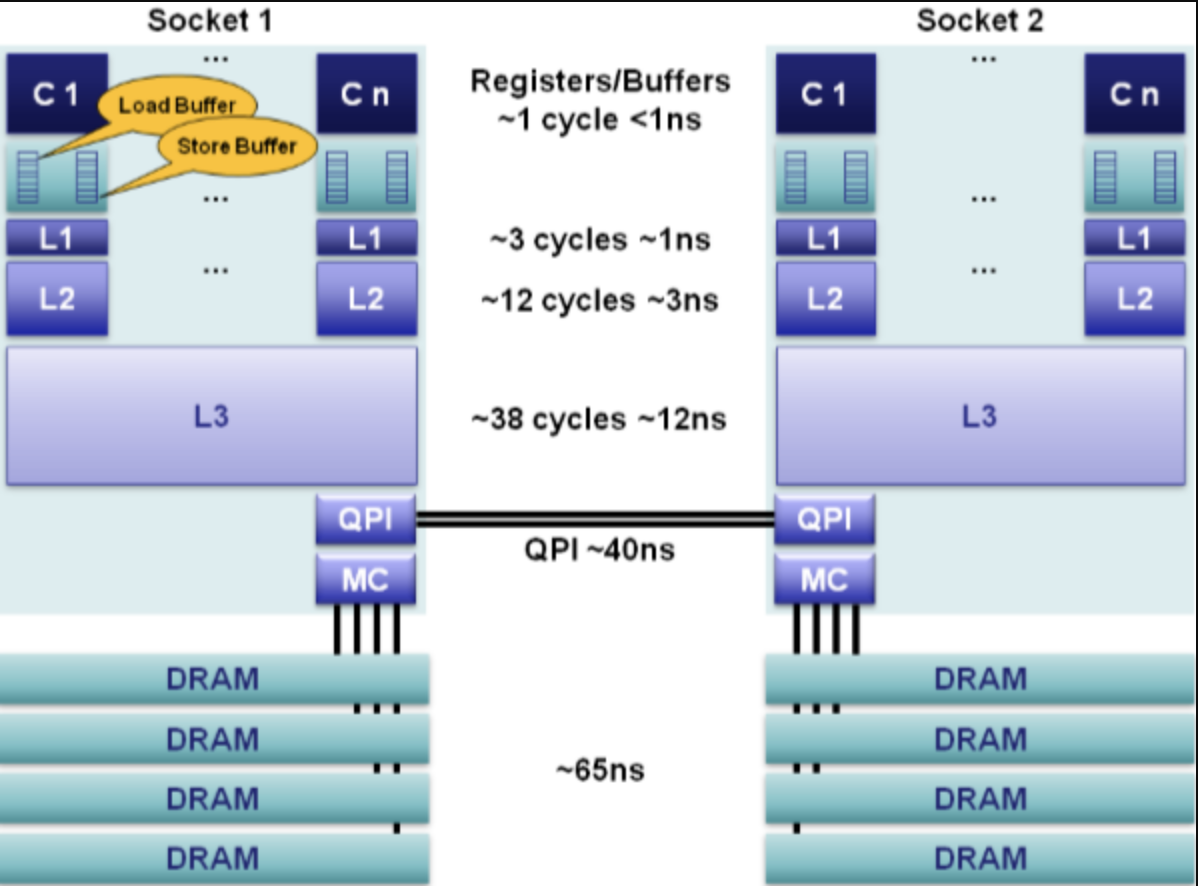 Socket 1
Socket 2
C 1
...
C n
Registers/Buffers
~1 cycle <1ns
C 1
...
C n
Load Buffer
Store Buffer
...
...
L1
L1
~3 cycles ~1ns
L1
L1
...
...
L2
L2
~12 cycles ~3ns
L2
L2
L3
~38 cycles ~12ns
L3
QPI
QPI
QPI ~40ns
MC
MC
DRAM
DRAM
DRAM
DRAM
~65ns
DRAM
DRAM
DRAM
DRAM